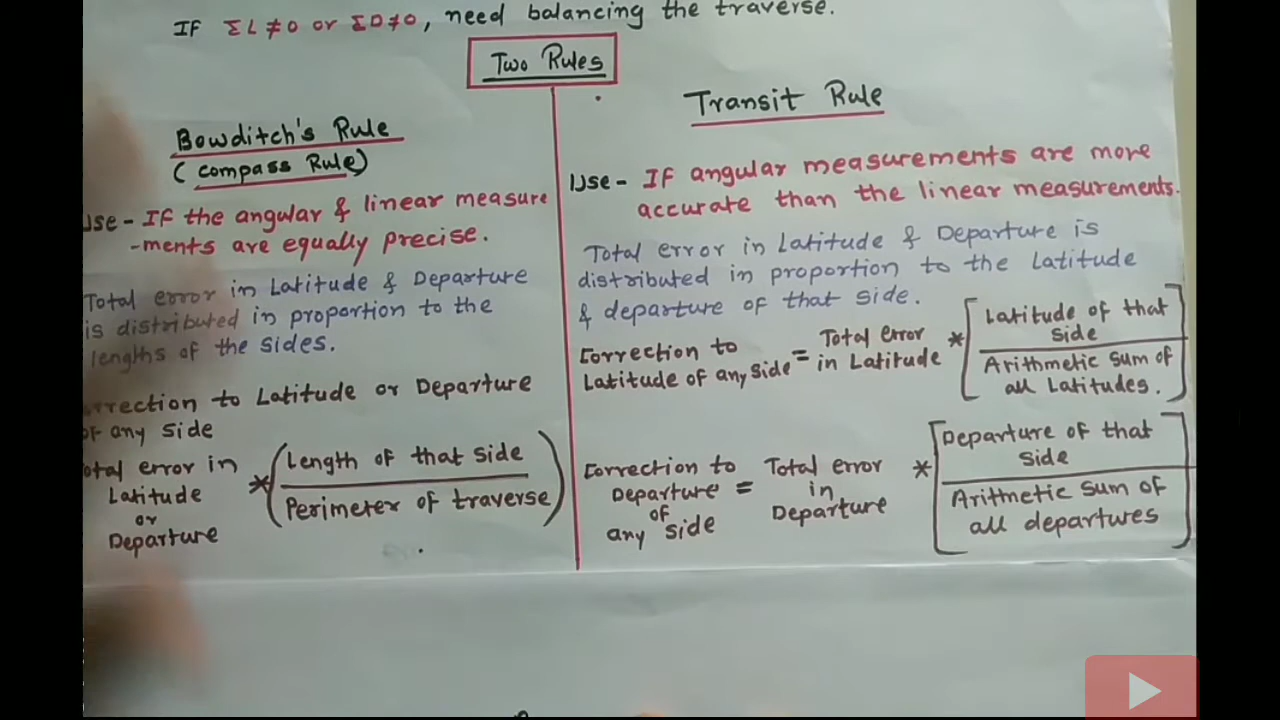 If ΣL≠0 or ΣD≠0, need balancing the traverse.
Two Rules
Bowditch's Rule
(Compass Rule)
Use - If the angular & linear measure
-ments are equally precise.
Total error in Latitude & Departure
is distributed in proportion to the
lengths of the sides.
orrection to Latitude or Departure
of any side
otal error in
Latitude
or
Departure
* (Length of that side
Perimeter of traverse)
Transit Rule
Use - If angular measurements are more
accurate than the linear measurements.
Total error in Latitude & Departure is
distributed in proportion to the Latitude
& departure of that side.
Correction to
Latitude of any side = Total error
in Latitude * [Latitude of that
side
Arithmetic sum of
all Latitudes.]
Correction to
Departure
of
any side
= Total error
in
Departure
* [Departure of that
side
Aritmetic sum of
all departures]